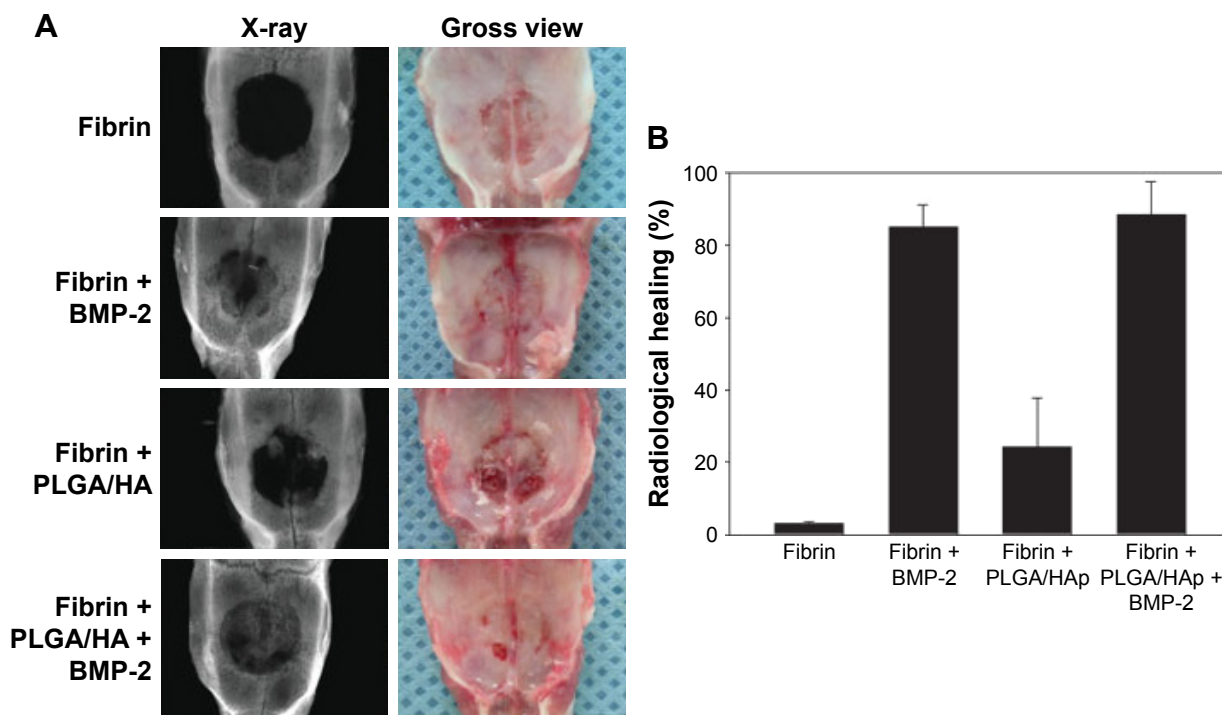 A
X-ray
Gross view
Fibrin
Fibrin +
BMP-2
Fibrin +
PLGA/HA
Fibrin +
PLGA/HA +
BMP-2
B
Radiological healing (%)
100
80
60
40
20
0
Fibrin
Fibrin +
BMP-2
Fibrin +
PLGA/HAp
Fibrin +
PLGA/HAp +
BMP-2